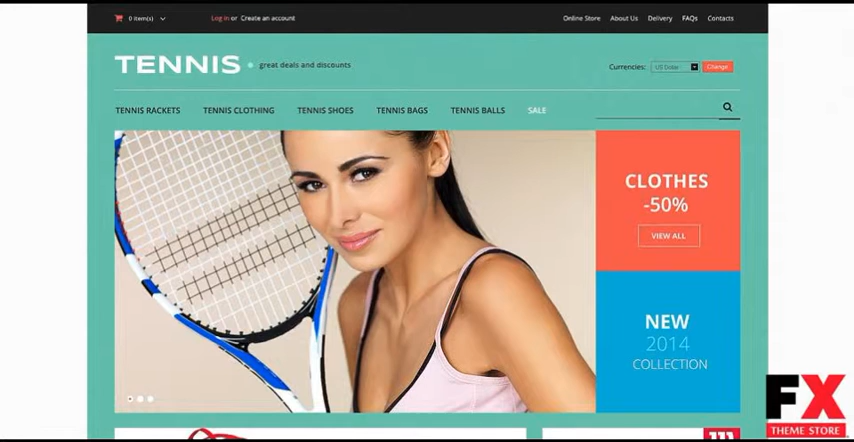 0 item(s)
Log in or Create an account
Online Store About Us Delivery FAQs Contacts
TENNIS
great deals and discounts
Currencies: US Dollar Change
TENNIS RACKETS TENNIS CLOTHING TENNIS SHOES TENNIS BAGS TENNIS BALLS SALE
CLOTHES
-50%
VIEW ALL
NEW
2014
COLLECTION
FX
THEME STORE